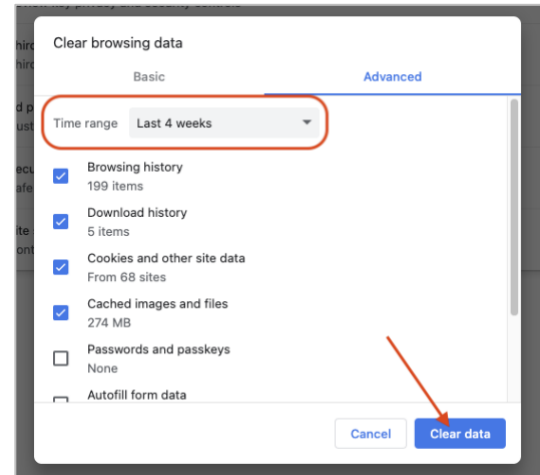 Clear browsing data
Basic Advanced
Time range Last 4 weeks
Browsing history
199 items
Download history
5 items
Cookies and other site data
From 68 sites
Cached images and files
274 MB
Passwords and passkeys
None
Autofill form data
Cancel Clear data